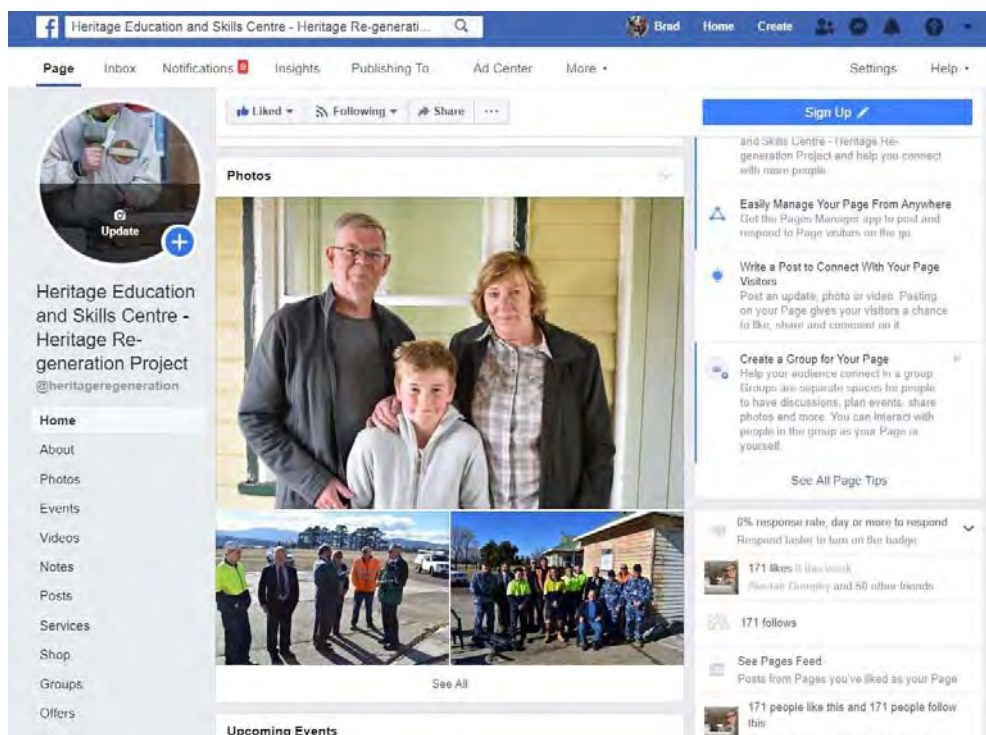 f Heritage Education and Skills Centre - Heritage Re-generati...
Brad Home Create
Page Inbox Notifications 9 Insights Publishing To Ad Center More Settings Help
Update
Heritage Education
and Skills Centre -
Heritage Re-
generation Project
@heritageregeneration
Home
About
Photos
Events
Videos
Notes
Posts
Services
Shop
Groups
Offers
Liked Following Share ...
Photos
See All
Upcoming Events
Sign Up
and Skills Centre - Heritage Re-
generation Project and help you connect
with more people.
Easily Manage Your Page From Anywhere
Get the Pages Manager app to post and
respond to Page visitors on the go.
Write a Post to Connect With Your Page
Visitors
Post an update, photo or video. Posting
on your Page gives your visitors a chance
to like, share and comment on it.
Create a Group for Your Page
Help your audience connect in a group.
Groups are separate spaces for people
to have discussions, plan events, share
photos and more. You can interact with
people in the group as your Page or
yourself.
See All Page Tips
0% response rate, day or more to respond
Respond faster to turn on the badge
171 likes 0 this week
and 50 other friends
171 follows
See Pages Feed
Posts from Pages you've liked as your Page
171 people like this and 171 people follow
this